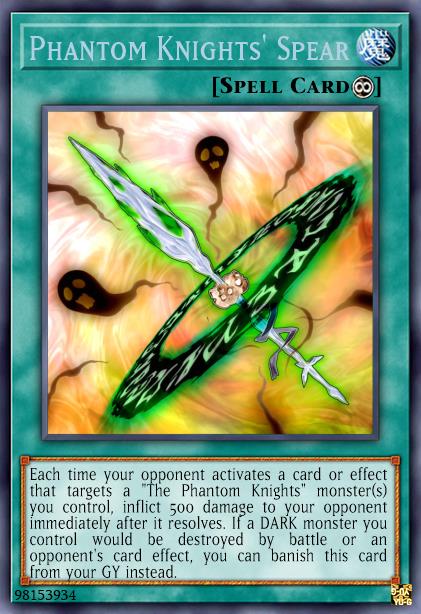 PHANTOM KNIGHTS' SPEAR
魔
[SPELL CARD]
Each time your opponent activates a card or effect
that targets a "The Phantom Knights" monster(s)
you control, inflict 500 damage to your opponent
immediately after it resolves. If a DARK monster you
control would be destroyed by battle or an
opponent's card effect, you can banish this card
from your GY instead.
98153934